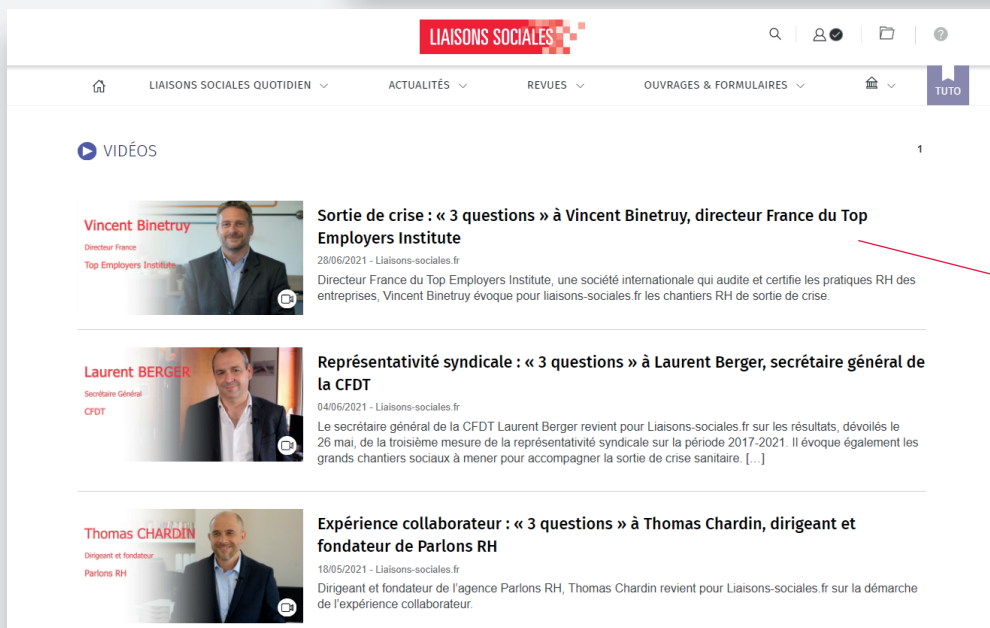 LIAISONS SOCIALES
LIAISONS SOCIALES QUOTIDIEN
ACTUALITÉS
REVUES
OUVRAGES & FORMULAIRES
TUTO
VIDÉOS
1
Vincent Binetruy
Directeur France
Top Employers Institute
Sortie de crise : « 3 questions » à Vincent Binetruy, directeur France du Top
Employers Institute
28/06/2021 - Liaisons-sociales.fr
Directeur France du Top Employers Institute, une société internationale qui audite et certifie les pratiques RH des
entreprises, Vincent Binetruy évoque pour liaisons-sociales.fr les chantiers RH de sortie de crise.
Laurent BERGER
Secrétaire Général
CFDT
Représentativité syndicale : « 3 questions » à Laurent Berger, secrétaire général de
la CFDT
04/06/2021 - Liaisons-sociales.fr
Le secrétaire général de la CFDT Laurent Berger revient pour Liaisons-sociales.fr sur les résultats, dévoilés le
26 mai, de la troisième mesure de la représentativité syndicale sur la période 2017-2021. Il évoque également les
grands chantiers sociaux à mener pour accompagner la sortie de crise sanitaire. […]
Thomas CHARDIN
Dirigeant et fondateur
Parlons RH
Expérience collaborateur : « 3 questions » à Thomas Chardin, dirigeant et
fondateur de Parlons RH
18/05/2021 - Liaisons-sociales.fr
Dirigeant et fondateur de l'agence Parlons RH, Thomas Chardin revient pour Liaisons-sociales.fr sur la démarche
de l'expérience collaborateur.